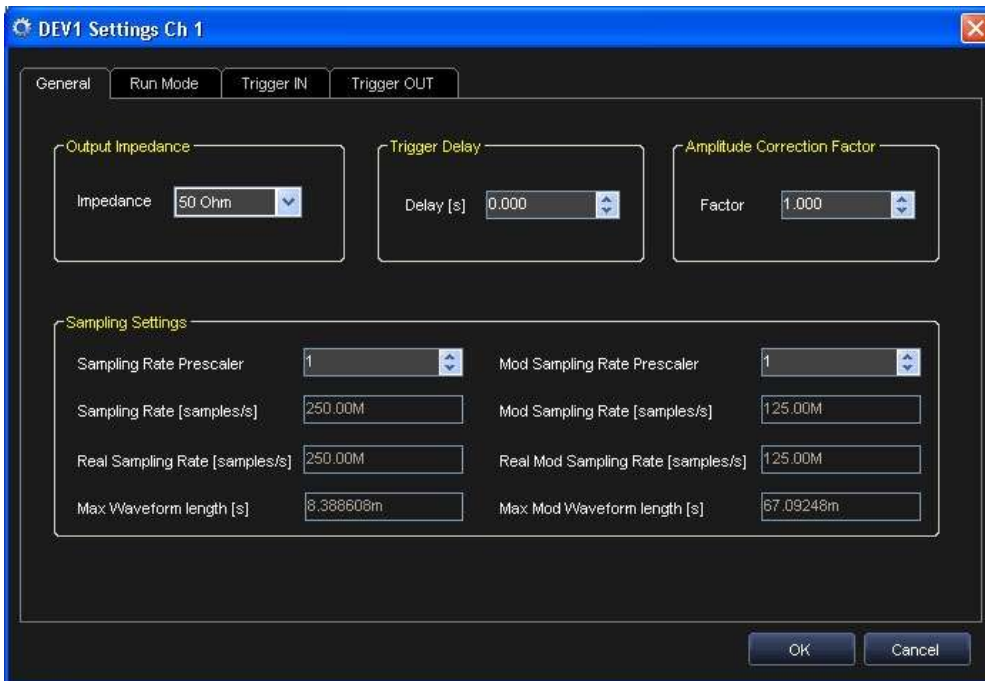 DEV1 Settings Ch 1
General Run Mode Trigger IN Trigger OUT
Output Impedance Trigger Delay Amplitude Correction Factor
Impedance 50 Ohm Delay [s] 0.000 Factor 1.000
Sampling Settings
Sampling Rate Prescaler 1 Mod Sampling Rate Prescaler 1
Sampling Rate [samples/s] 250.00M Mod Sampling Rate [samples/s] 125.00M
Real Sampling Rate [samples/s] 250.00M Real Mod Sampling Rate [samples/s] 125.00M
Max Waveform length [s] 8.388608m Max Mod Waveform length [s] 67.09248m
OK Cancel